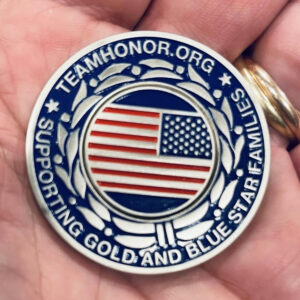 TEAMHONOR.ORG
SUPPORTING GOLD AND BLUE STAR FAMILIES